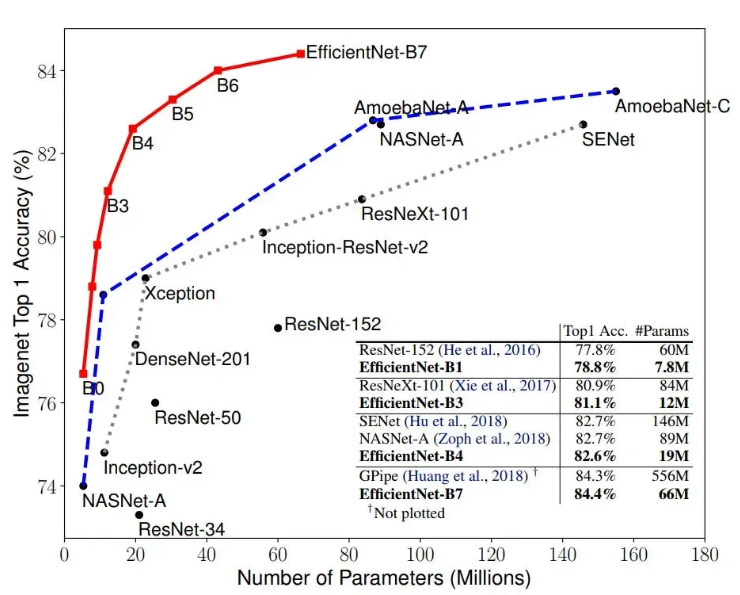 EfficientNet-B7
84
B6
B5
AmoebaNet-A
AmoebaNet-C
B4
NASNet-A
SENet
82
B3
ResNeXt-101
80
Inception-ResNet-v2
Xception
ResNet-152
78
DenseNet-201
B0
76
ResNet-50
Inception-v2
74
NASNet-A
ResNet-34
Imagenet Top 1 Accuracy (%)
Top1 Acc. #Params
ResNet-152 (He et al., 2016) 77.8% 60M
EfficientNet-B1 78.8% 7.8M
ResNeXt-101 (Xie et al., 2017) 80.9% 84M
EfficientNet-B3 81.1% 12M
SENet (Hu et al., 2018) 82.7% 146M
NASNet-A (Zoph et al., 2018) 82.7% 89M
EfficientNet-B4 82.6% 19M
GPipe (Huang et al., 2018) † 84.3% 556M
EfficientNet-B7 84.4% 66M
†Not plotted
0 20 40 60 80 100 120 140 160 180
Number of Parameters (Millions)